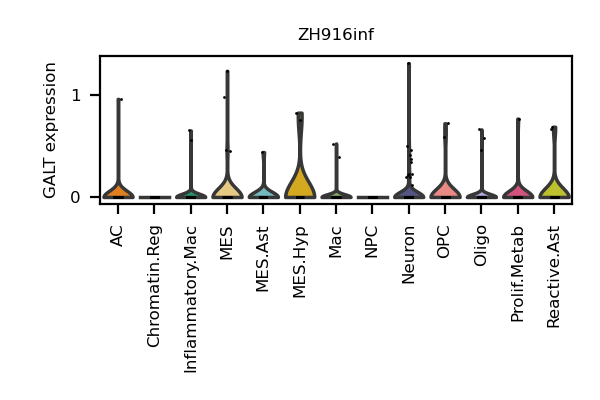 ZH916inf
GALT expression
1
0
AC
Chromatin.Reg
Inflammatory.Mac
MES
MES.Ast
MES.Hyp
Mac
NPC
Neuron
OPC
Oligo
Prolif.Metab
Reactive.Ast